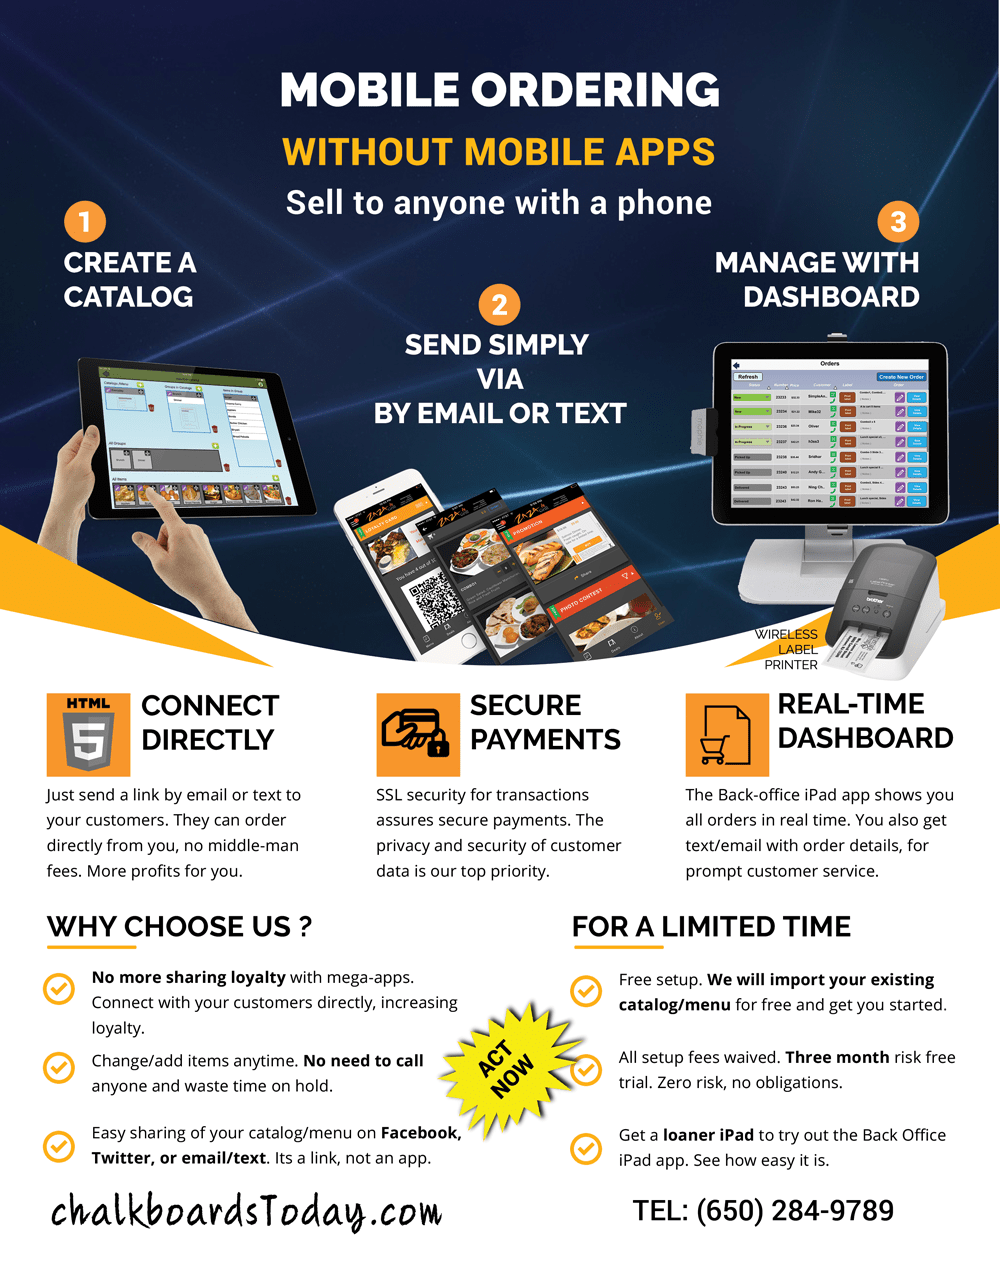 MOBILE ORDERING
WITHOUT MOBILE APPS
Sell to anyone with a phone
1
CREATE A
CATALOG
2
SEND SIMPLY
VIA
BY EMAIL OR TEXT
3
MANAGE WITH
DASHBOARD
Orders
Refresh
Create New Order
LOYALTY CARD
PROMOTION
Share
PHOTO CONTEST
brother
WIRELESS
LABEL
PRINTER
HTML
5
CONNECT
DIRECTLY
Just send a link by email or text to
your customers. They can order
directly from you, no middle-man
fees. More profits for you.
SECURE
PAYMENTS
SSL security for transactions
assures secure payments. The
privacy and security of customer
data is our top priority.
REAL-TIME
DASHBOARD
The Back-office iPad app shows you
all orders in real time. You also get
text/email with order details, for
prompt customer service.
WHY CHOOSE US ?
No more sharing loyalty with mega-apps.
Connect with your customers directly, increasing
loyalty.
Change/add items anytime. No need to call
anyone and waste time on hold.
Easy sharing of your catalog/menu on Facebook,
Twitter, or email/text. Its a link, not an app.
ACT
NOW
FOR A LIMITED TIME
Free setup. We will import your existing
catalog/menu for free and get you started.
All setup fees waived. Three month risk free
trial. Zero risk, no obligations.
Get a loaner iPad to try out the Back Office
iPad app. See how easy it is.
chalkboardsToday.com
TEL: (650) 284-9789